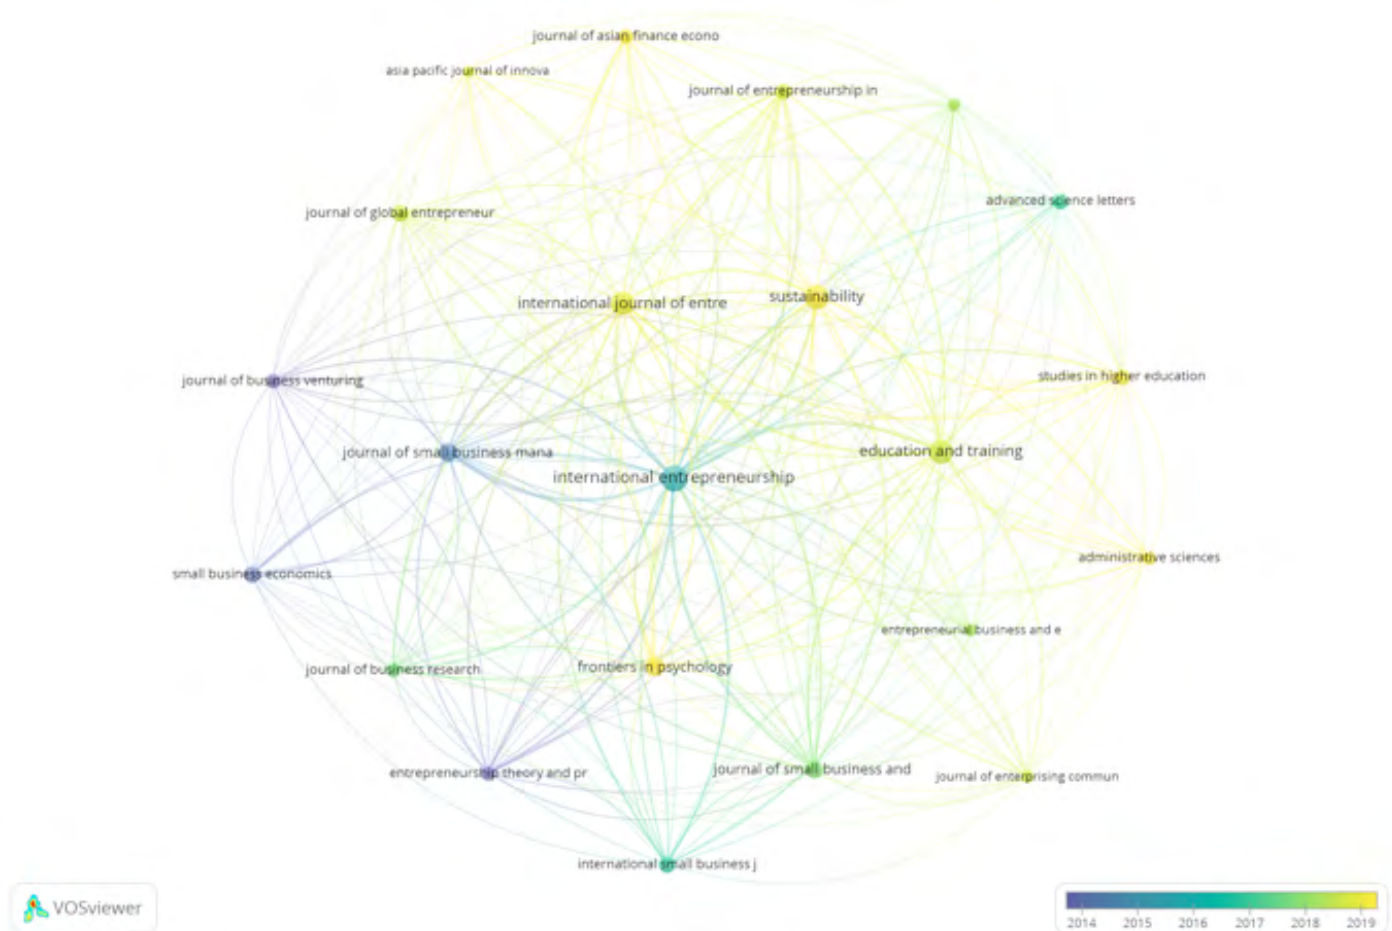 journal of asian finance econo
asia pacific journal of innova
journal of entrepreneurship in
advanced science letters
journal of global entrepreneur
international journal of entre
sustainability
journal of business venturing
studies in higher education
journal of small business mana
education and training
international entrepreneurship
administrative sciences
small business economics
entrepreneurial business and e
journal of business research
frontiers in psychology
entrepreneurship theory and pr
journal of small business and
journal of enterprising commun
international small business j
VOSviewer
2014 2015 2016 2017 2018 2019